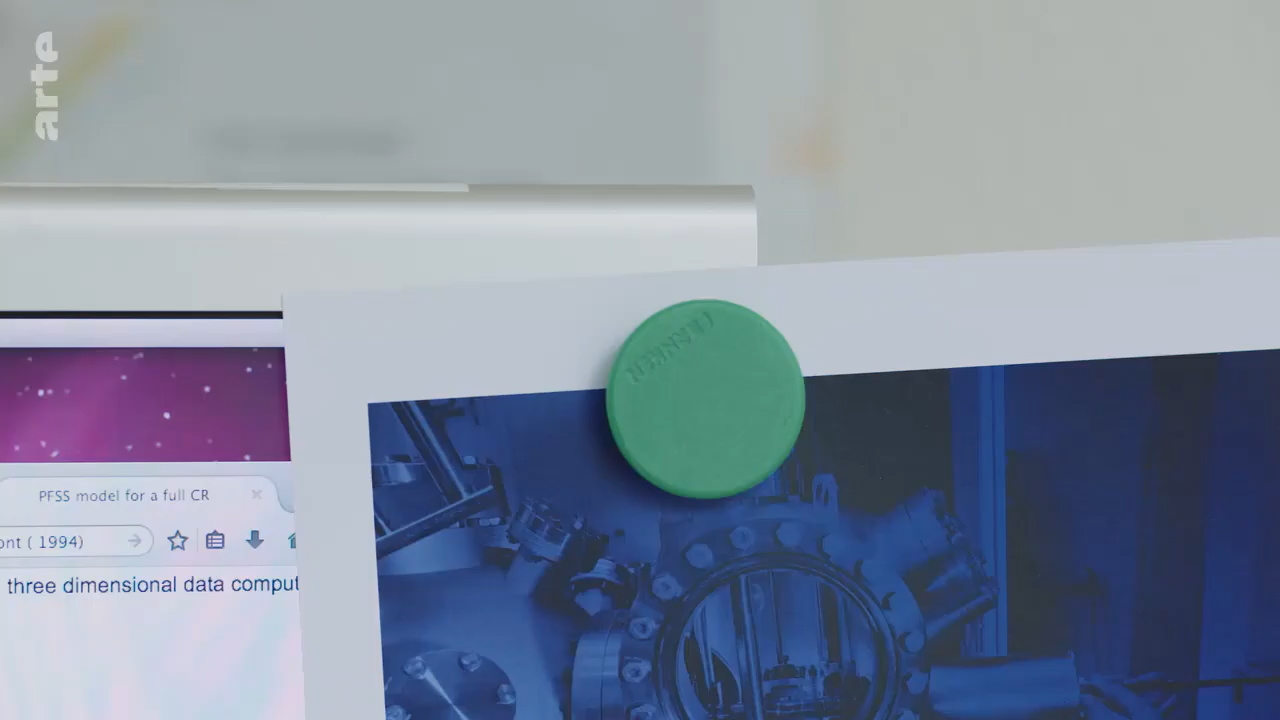 arte
PFSS model for a full CR
ont ( 1994)
three dimensional data comput